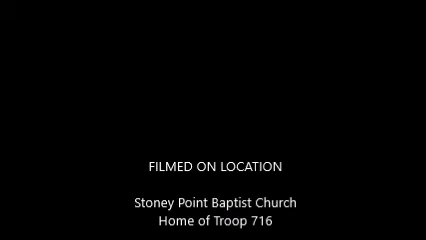 FILMED ON LOCATION
Stoney Point Baptist Church
Home of Troop 716